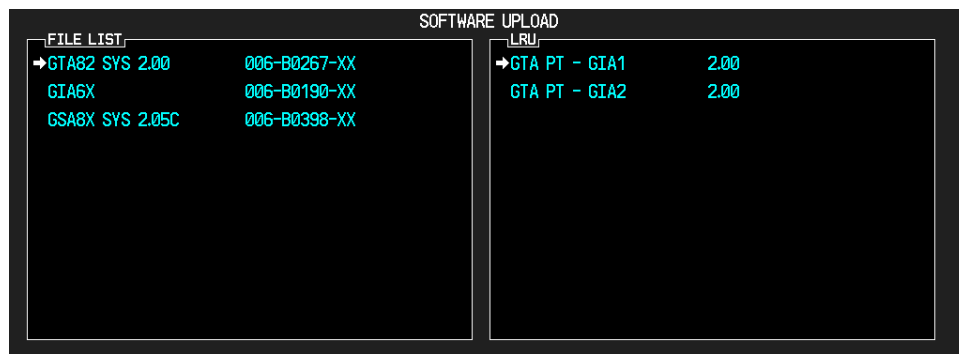 SOFTWARE UPLOAD
FILE LIST
GTA82 SYS 2.00 006-B0267-XX
GIA6X 006-B0190-XX
GSA8X SYS 2.05C 006-B0398-XX
LRU
GTA PT - GIA1 2.00
GTA PT - GIA2 2.00